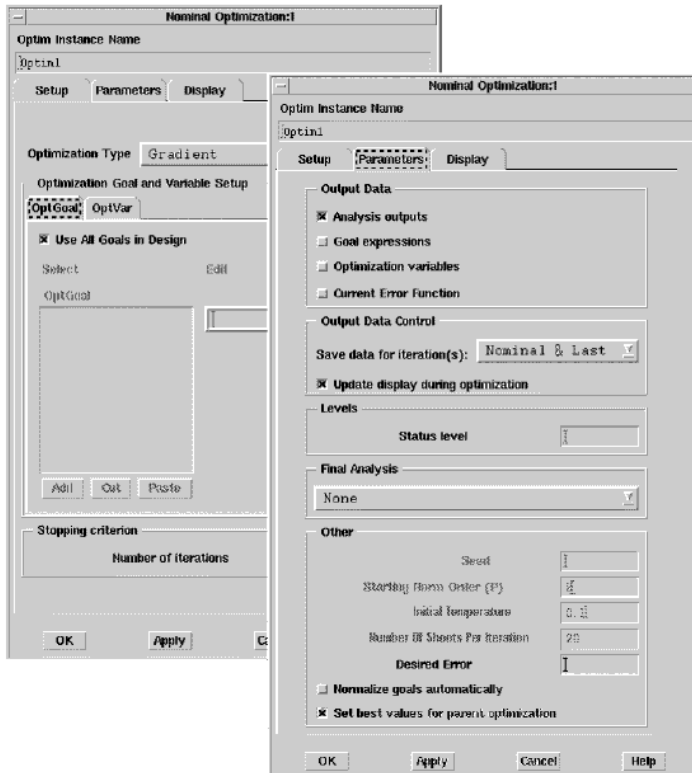 Nominal Optimization:1
Optim Instance Name
Optim1
Setup Parameters Display
Optimization Type Gradient
Optimization Goal and Variable Setup
OptGoal OptVar
Use All Goals in Design
Select Edit
OptGoal
Add Cut Paste
Stopping criterion
Number of iterations
OK Apply Ca
Nominal Optimization:1
Optim Instance Name
Optim1
Setup Parameters Display
Output Data
Analysis outputs
Goal expressions
Optimization variables
Current Error Function
Output Data Control
Save data for iteration(s): Nominal & Last
Update display during optimization
Levels
Status level
Final Analysis
None
Other
Seed
Starting Norm Order (P)
Initial Temperature 0.1
Number Of Shoots Per Iteration 20
Desired Error
Normalize goals automatically
Set best values for parent optimization
OK Apply Cancel Help